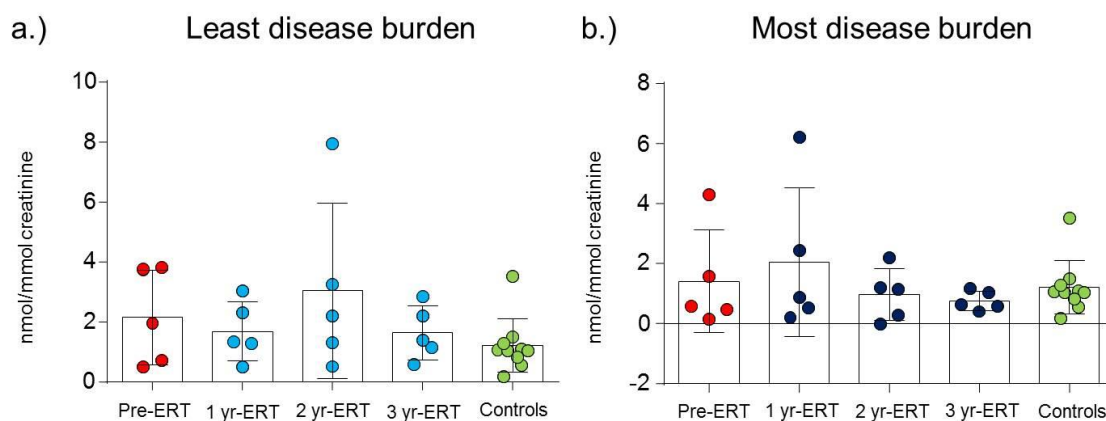 a.) Least disease burden
nmol/mmol creatinine
10
8
6
4
2
0
Pre-ERT 1 yr-ERT 2 yr-ERT 3 yr-ERT Controls
b.) Most disease burden
nmol/mmol creatinine
8
6
4
2
0
-2
Pre-ERT 1 yr-ERT 2 yr-ERT 3 yr-ERT Controls